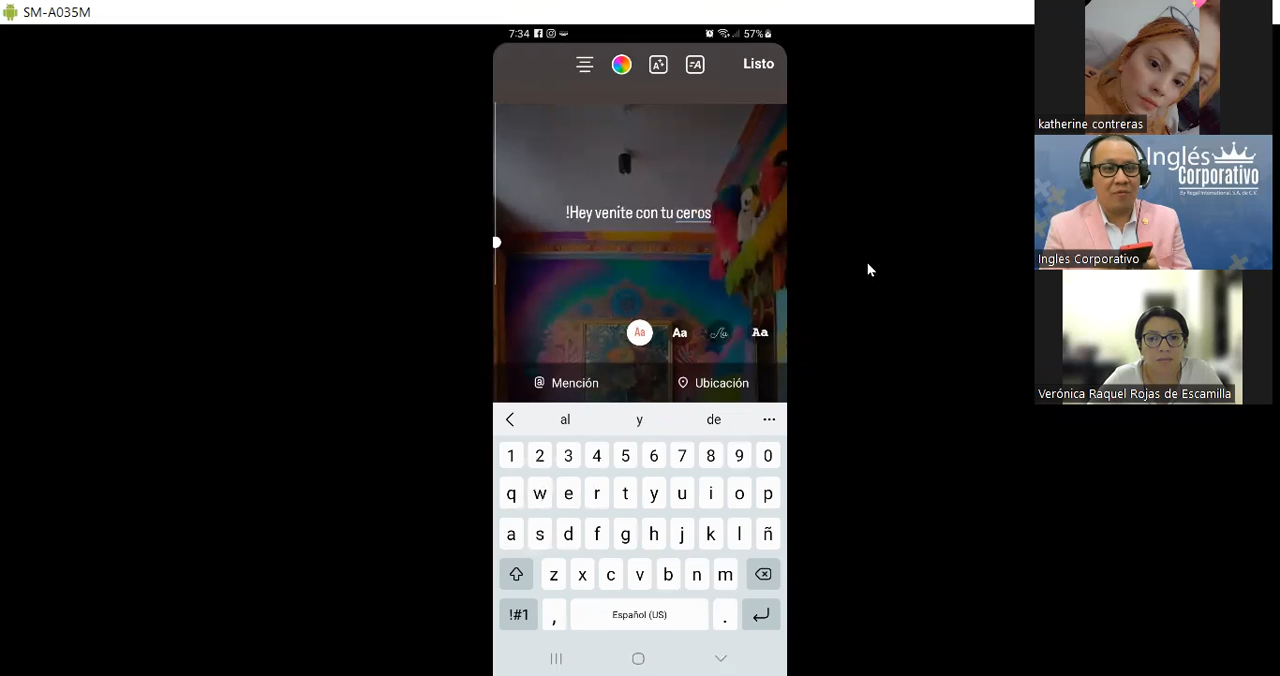 SM-A035M
7:34
57%
Listo
!Hey venite con tu ceros
Aa
Aa
Aa
Aa
Mención
Ubicación
al
y
de
1 2 3 4 5 6 7 8 9 0
q w e r t y u i o p
a s d f g h j k l ñ
z x c v b n m
!#1
,
Español (US)
.
katherine contreras
Inglés
Corporativo
Ingles Corporativo
Verónica Raquel Rojas de Escamilla